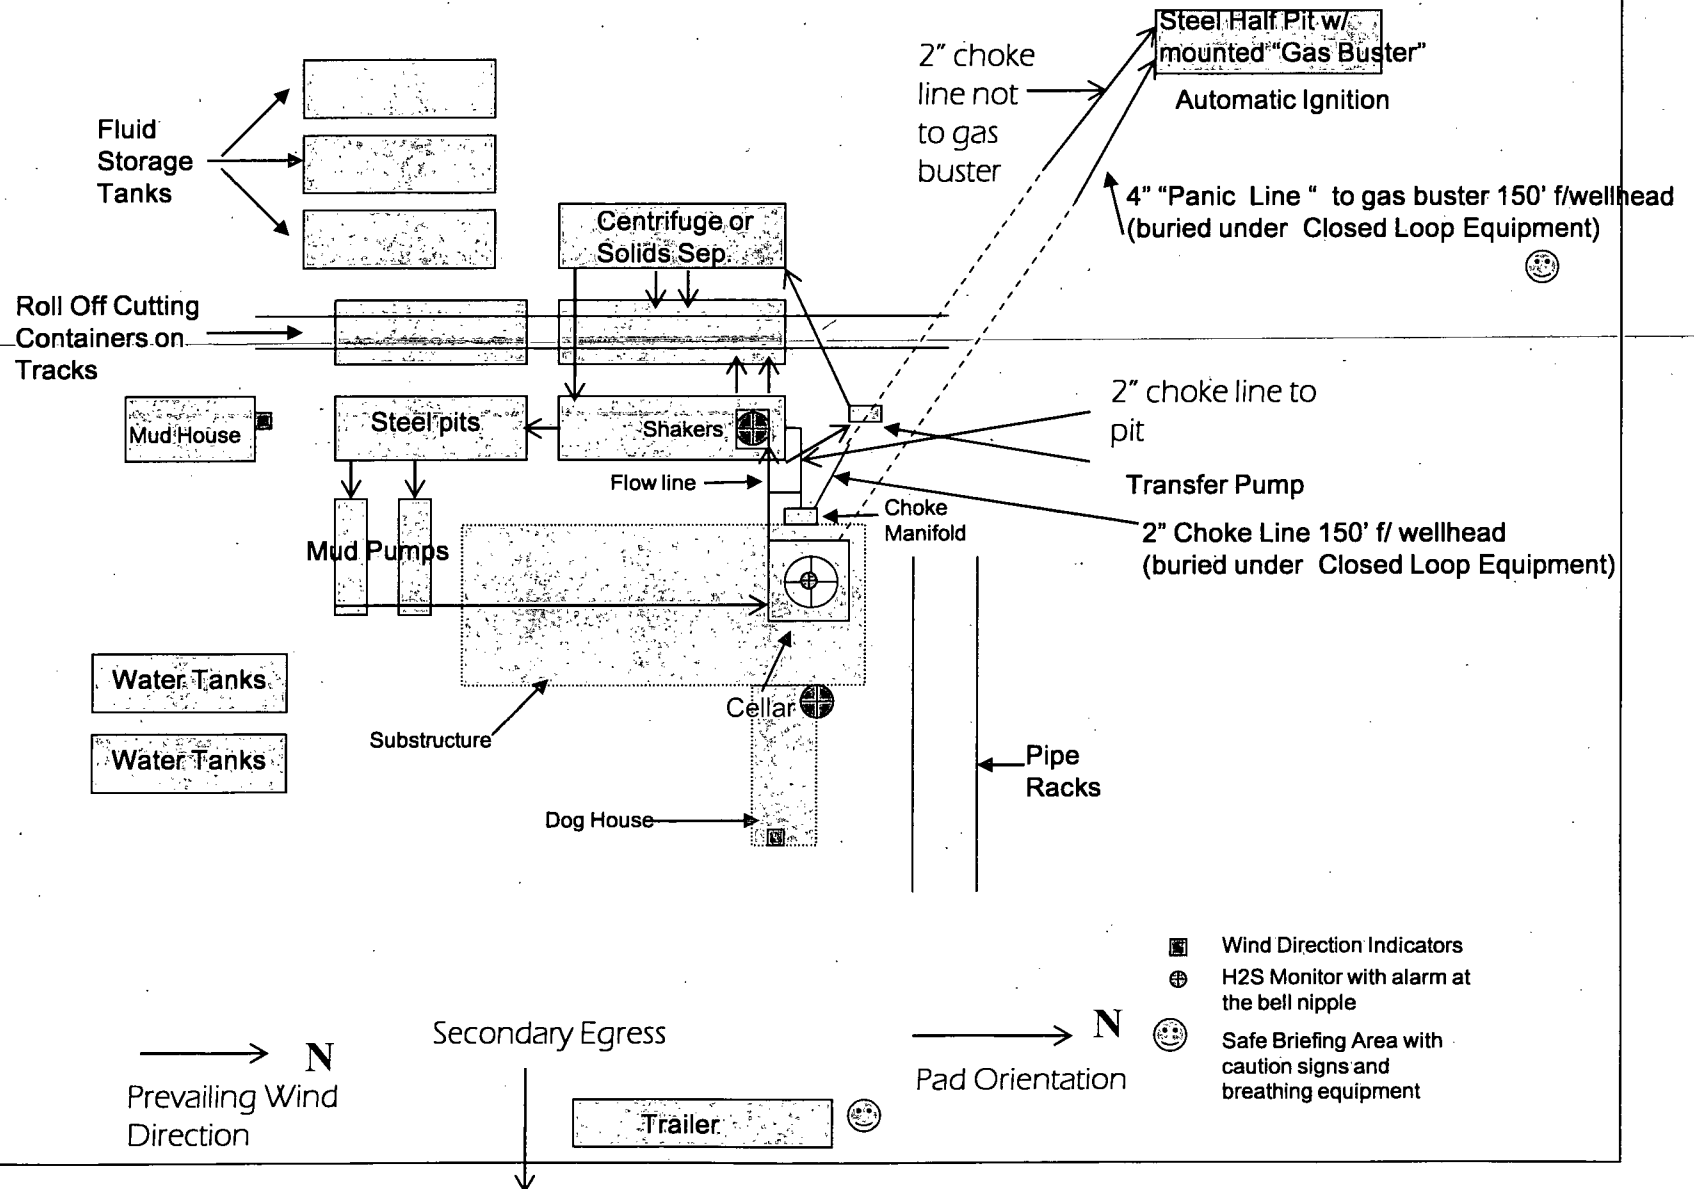 Steel Half Pit w/
mounted “Gas Buster”
Automatic Ignition
2” choke
line not
to gas
buster
Fluid
Storage
Tanks
4” “Panic Line “ to gas buster 150’ f/wellhead
(buried under Closed Loop Equipment)
Centrifuge or
Solids Sep.
Roll Off Cutting
Containers on
Tracks
2” choke line to
pit
Mud House
Steel pits
Shakers
Flow line
Transfer Pump
Choke
Manifold
2” Choke Line 150’ f/ wellhead
(buried under Closed Loop Equipment)
Mud Pumps
Water Tanks
Cellar
Substructure
Water Tanks
Pipe
Racks
Dog House
Wind Direction Indicators
H2S Monitor with alarm at
the bell nipple
Safe Briefing Area with
caution signs and
breathing equipment
Secondary Egress
N
Prevailing Wind
Direction
N
Pad Orientation
Trailer